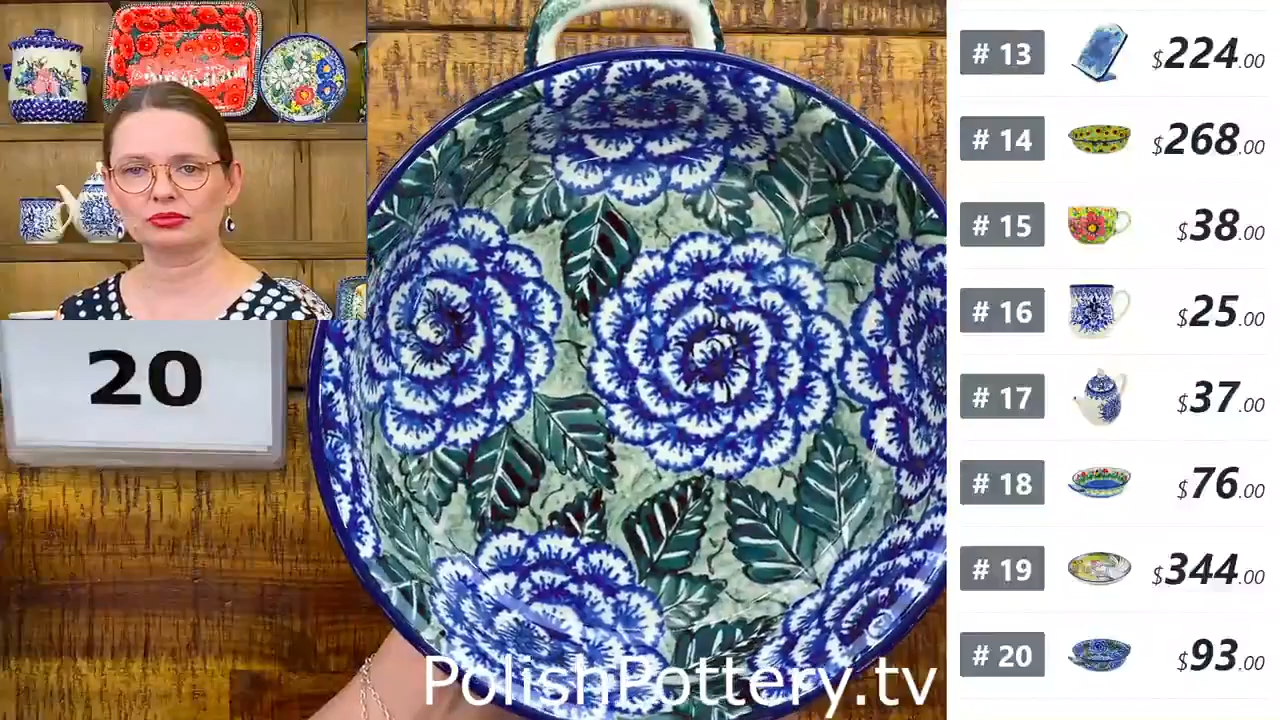 20
PolishPottery.tv
# 13 $224.00
# 14 $268.00
# 15 $38.00
# 16 $25.00
# 17 $37.00
# 18 $76.00
# 19 $344.00
# 20 $93.00